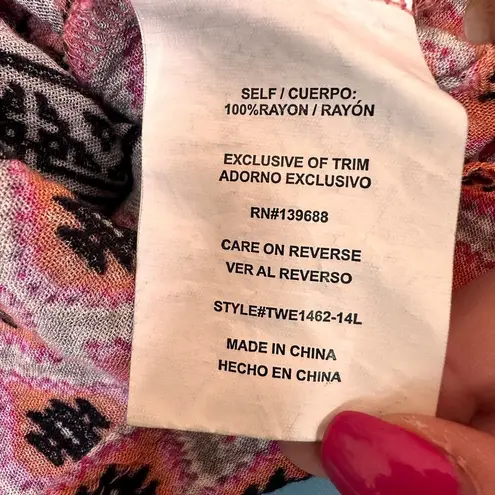 SELF / CUERPO:
100%RAYON / RAYÓN
EXCLUSIVE OF TRIM
ADORNO EXCLUSIVO
RN#139688
CARE ON REVERSE
VER AL REVERSO
STYLE#TWE1462-14L
MADE IN CHINA
HECHO EN CHINA